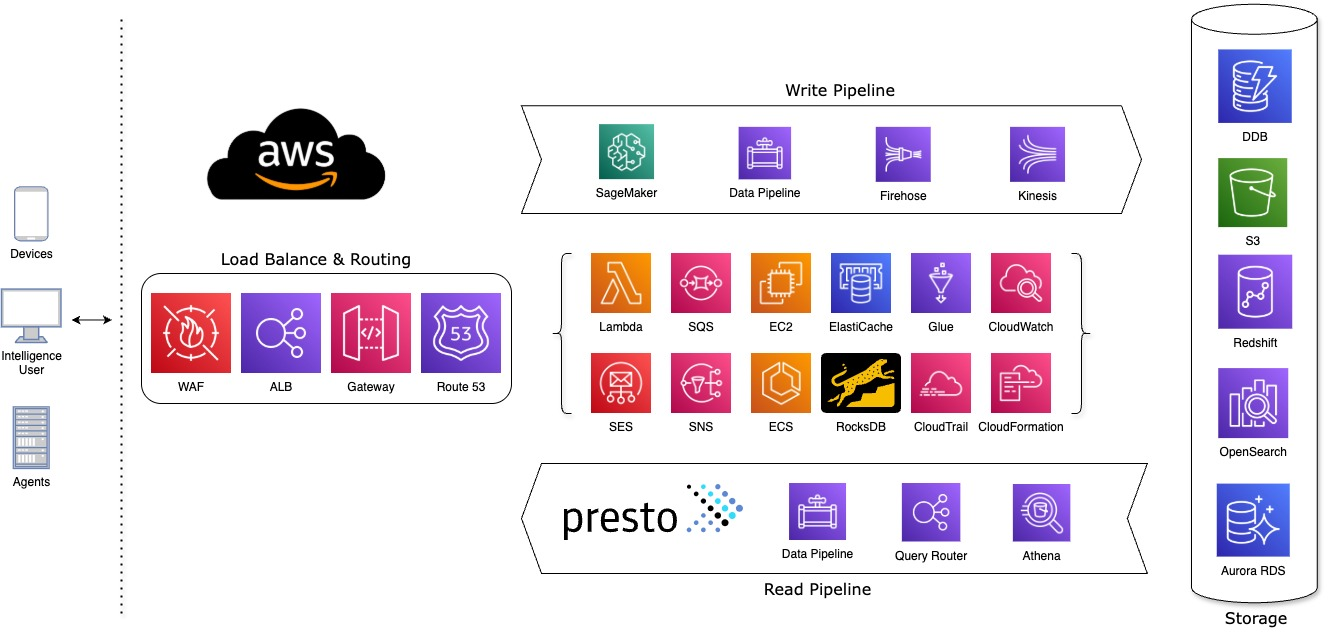 Devices
Intelligence
User
Agents
aws
Load Balance & Routing
WAF
ALB
Gateway
53
Route 53
Write Pipeline
SageMaker
Data Pipeline
Firehose
Kinesis
Lambda
SQS
EC2
ElastiCache
Glue
CloudWatch
SES
SNS
ECS
RocksDB
CloudTrail
CloudFormation
presto
Data Pipeline
Query Router
Athena
Read Pipeline
DDB
S3
Redshift
OpenSearch
Aurora RDS
Storage